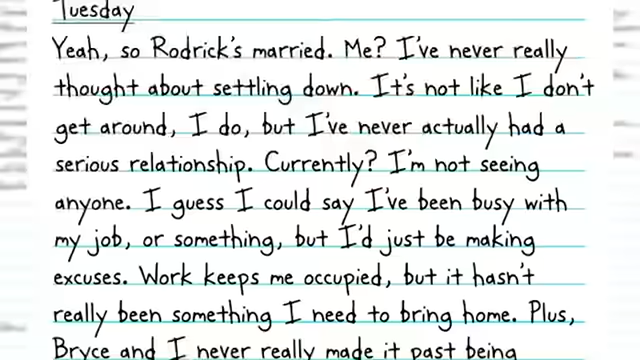 Tuesday
Yeah, so Rodrick's married. Me? I've never really
thought about settling down. It's not like I don't
get around, I do, but I've never actually had a
serious relationship. Currently? I'm not seeing
anyone. I guess I could say I've been busy with
my job, or something, but I'd just be making
excuses. Work keeps me occupied, but it hasn't
really been something I need to bring home. Plus,
Bryce and I never really made it past being